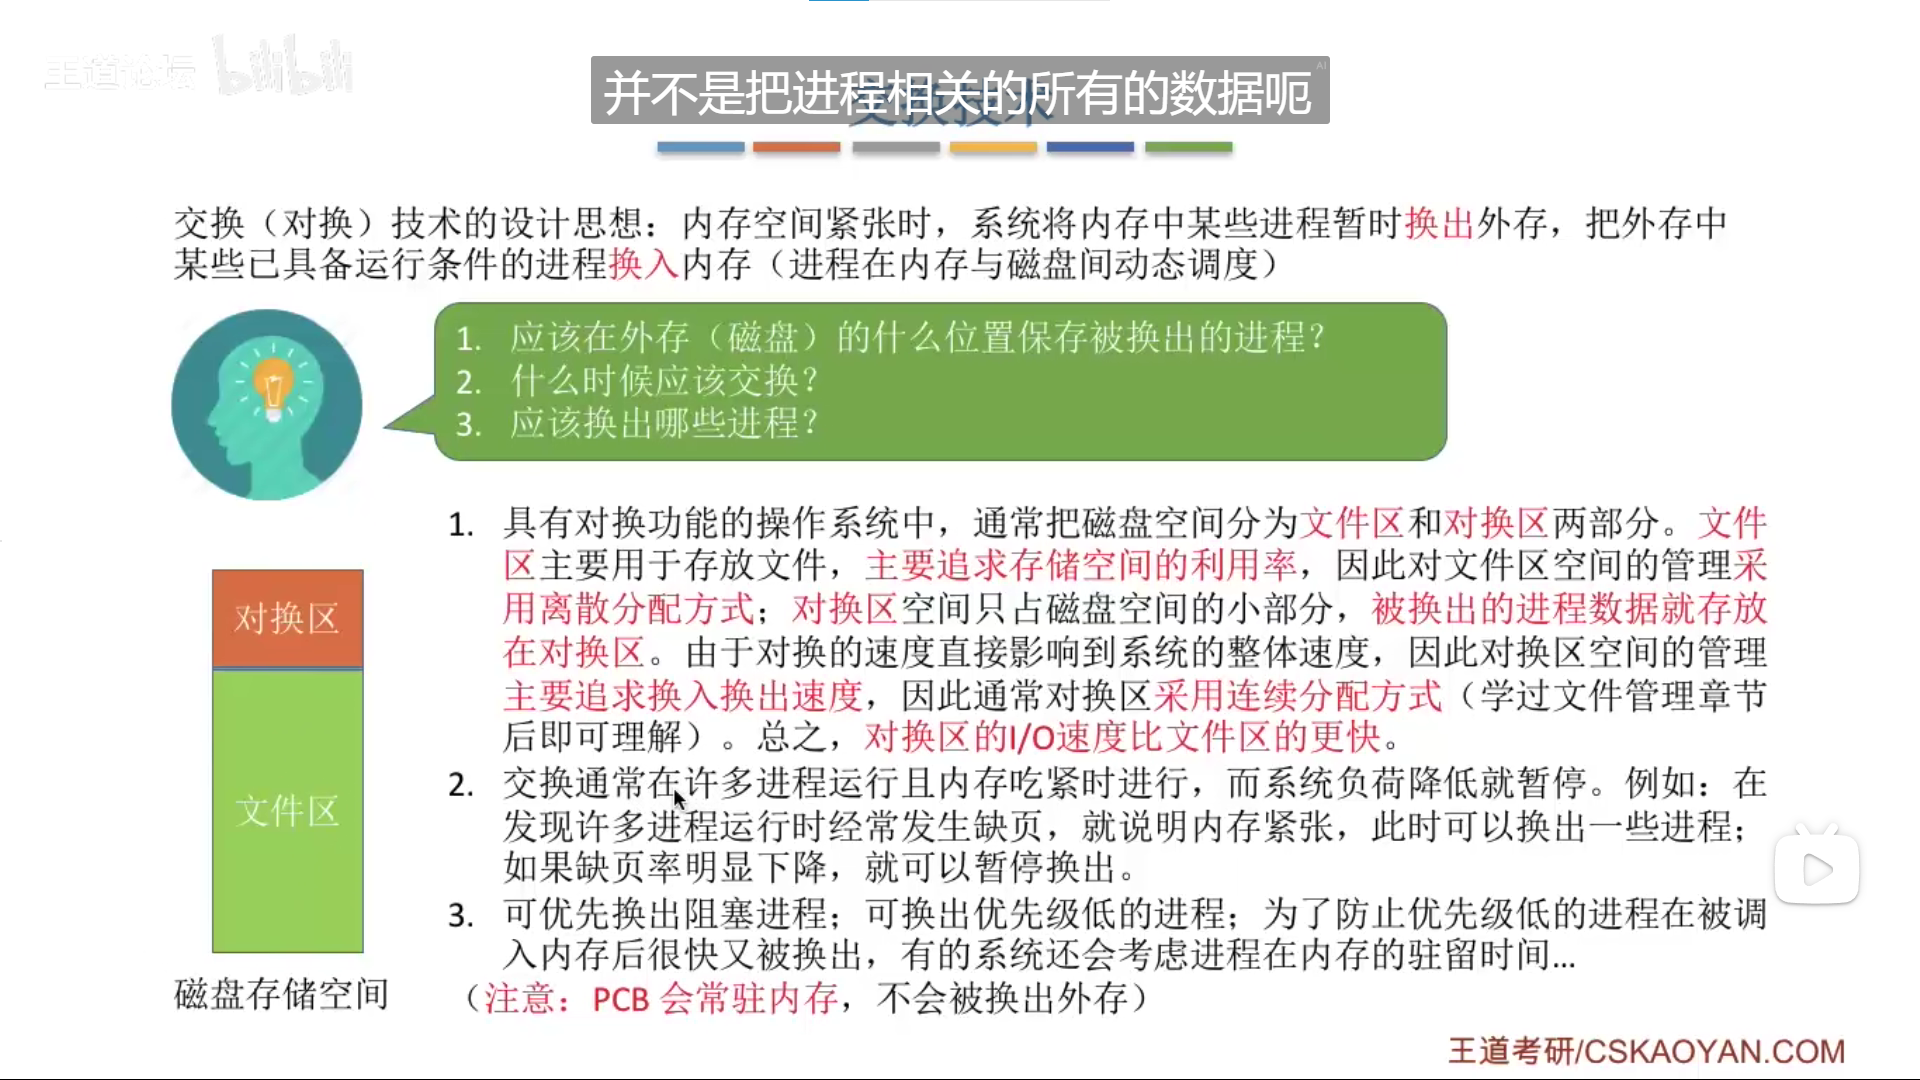 王道论坛 bilibili
并不是把进程相关的所有的数据呃
AI
交换技术
交换（对换）技术的设计思想：内存空间紧张时，系统将内存中某些进程暂时换出外存，把外存中
某些已具备运行条件的进程换入内存（进程在内存与磁盘间动态调度）
1. 应该在外存（磁盘）的什么位置保存被换出的进程？
2. 什么时候应该交换？
3. 应该换出哪些进程？
1. 具有对换功能的操作系统中，通常把磁盘空间分为文件区和对换区两部分。文件
区主要用于存放文件，主要追求存储空间的利用率，因此对文件区空间的管理采
用离散分配方式；对换区空间只占磁盘空间的小部分，被换出的进程数据就存放
在对换区。由于对换的速度直接影响到系统的整体速度，因此对换区空间的管理
主要追求换入换出速度，因此通常对换区采用连续分配方式（学过文件管理章节
后即可理解）。总之，对换区的I/O速度比文件区的更快。
2. 交换通常在许多进程运行且内存吃紧时进行，而系统负荷降低就暂停。例如：在
发现许多进程运行时经常发生缺页，就说明内存紧张，此时可以换出一些进程；
如果缺页率明显下降，就可以暂停换出。
3. 可优先换出阻塞进程；可换出优先级低的进程；为了防止优先级低的进程在被调
入内存后很快又被换出，有的系统还会考虑进程在内存的驻留时间…
（注意：PCB 会常驻内存，不会被换出外存）
对换区
文件区
磁盘存储空间
王道考研/CSKAOYAN.COM